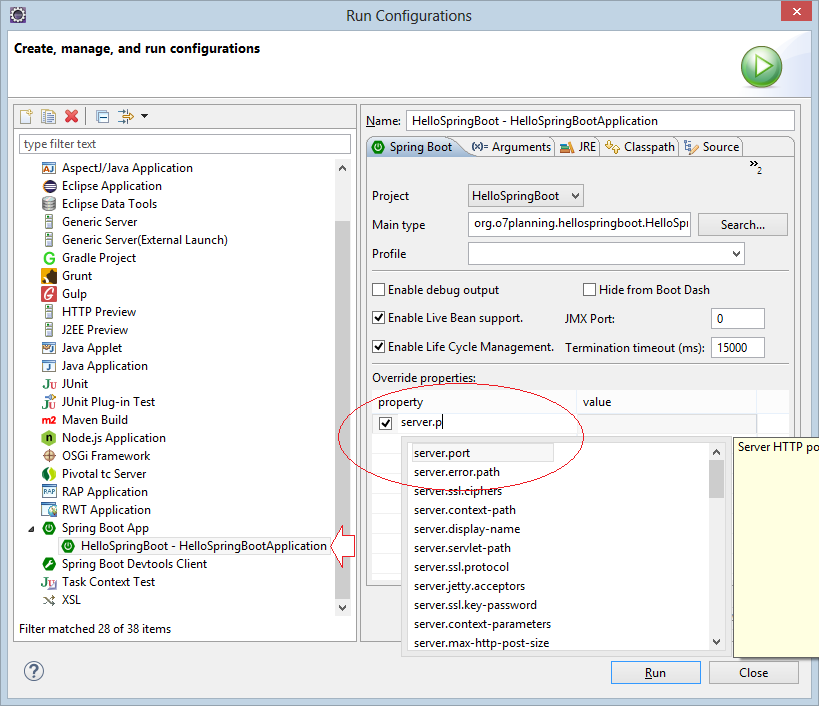 Run Configurations
Create, manage, and run configurations
type filter text
AspectJ/Java Application
Eclipse Application
Eclipse Data Tools
Generic Server
Generic Server(External Launch)
Gradle Project
Grunt
Gulp
HTTP Preview
J2EE Preview
Java Applet
Java Application
JUnit
JUnit Plug-in Test
Maven Build
Node.js Application
OSGi Framework
Pivotal tc Server
RAP Application
RWT Application
Spring Boot App
HelloSpringBoot - HelloSpringBootApplication
Spring Boot Devtools Client
Task Context Test
XSL
Filter matched 28 of 38 items
Name: HelloSpringBoot - HelloSpringBootApplication
Spring Boot (x)= Arguments JRE Classpath Source
»2
Project HelloSpringBoot
Main type org.o7planning.hellospringboot.HelloSpr Search...
Profile
Enable debug output Hide from Boot Dash
Enable Live Bean support. JMX Port: 0
Enable Life Cycle Management. Termination timeout (ms): 15000
Override properties:
property value
server.p
server.port
server.error.path
server.ssl.ciphers
server.context-path
server.display-name
server.servlet-path
server.ssl.protocol
server.jetty.acceptors
server.ssl.key-password
server.context-parameters
server.max-http-post-size
Server HTTP po
Run Close